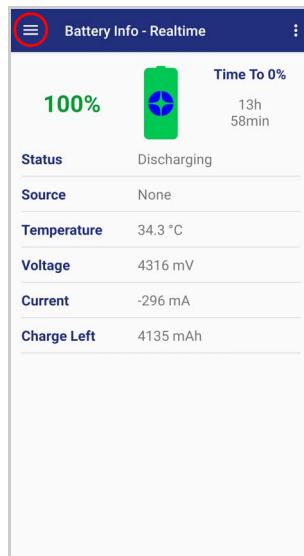 Battery Info - Realtime
Time To 0%
100%
13h
58min
Status Discharging
Source None
Temperature 34.3 °C
Voltage 4316 mV
Current -296 mA
Charge Left 4135 mAh